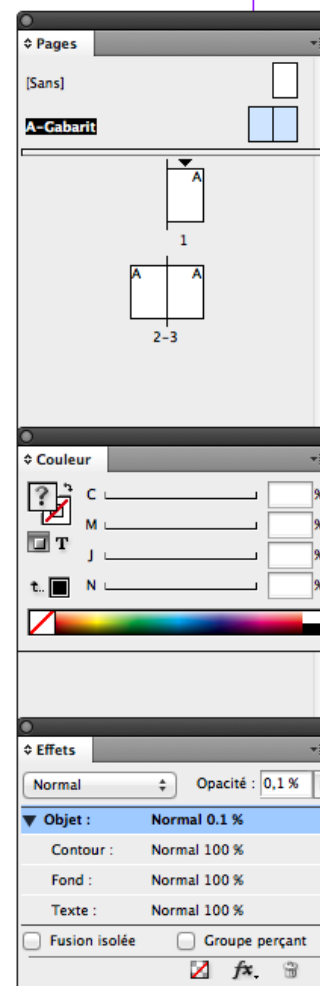 Pages
[Sans]
A-Gabarit
A
1
A A
2-3
Couleur
? C %
M %
T
J %
t.. N %
Effets
Normal Opacité : 0,1 %
Objet : Normal 0.1 %
Contour : Normal 100 %
Fond : Normal 100 %
Texte : Normal 100 %
Fusion isolée Groupe perçant
fx.